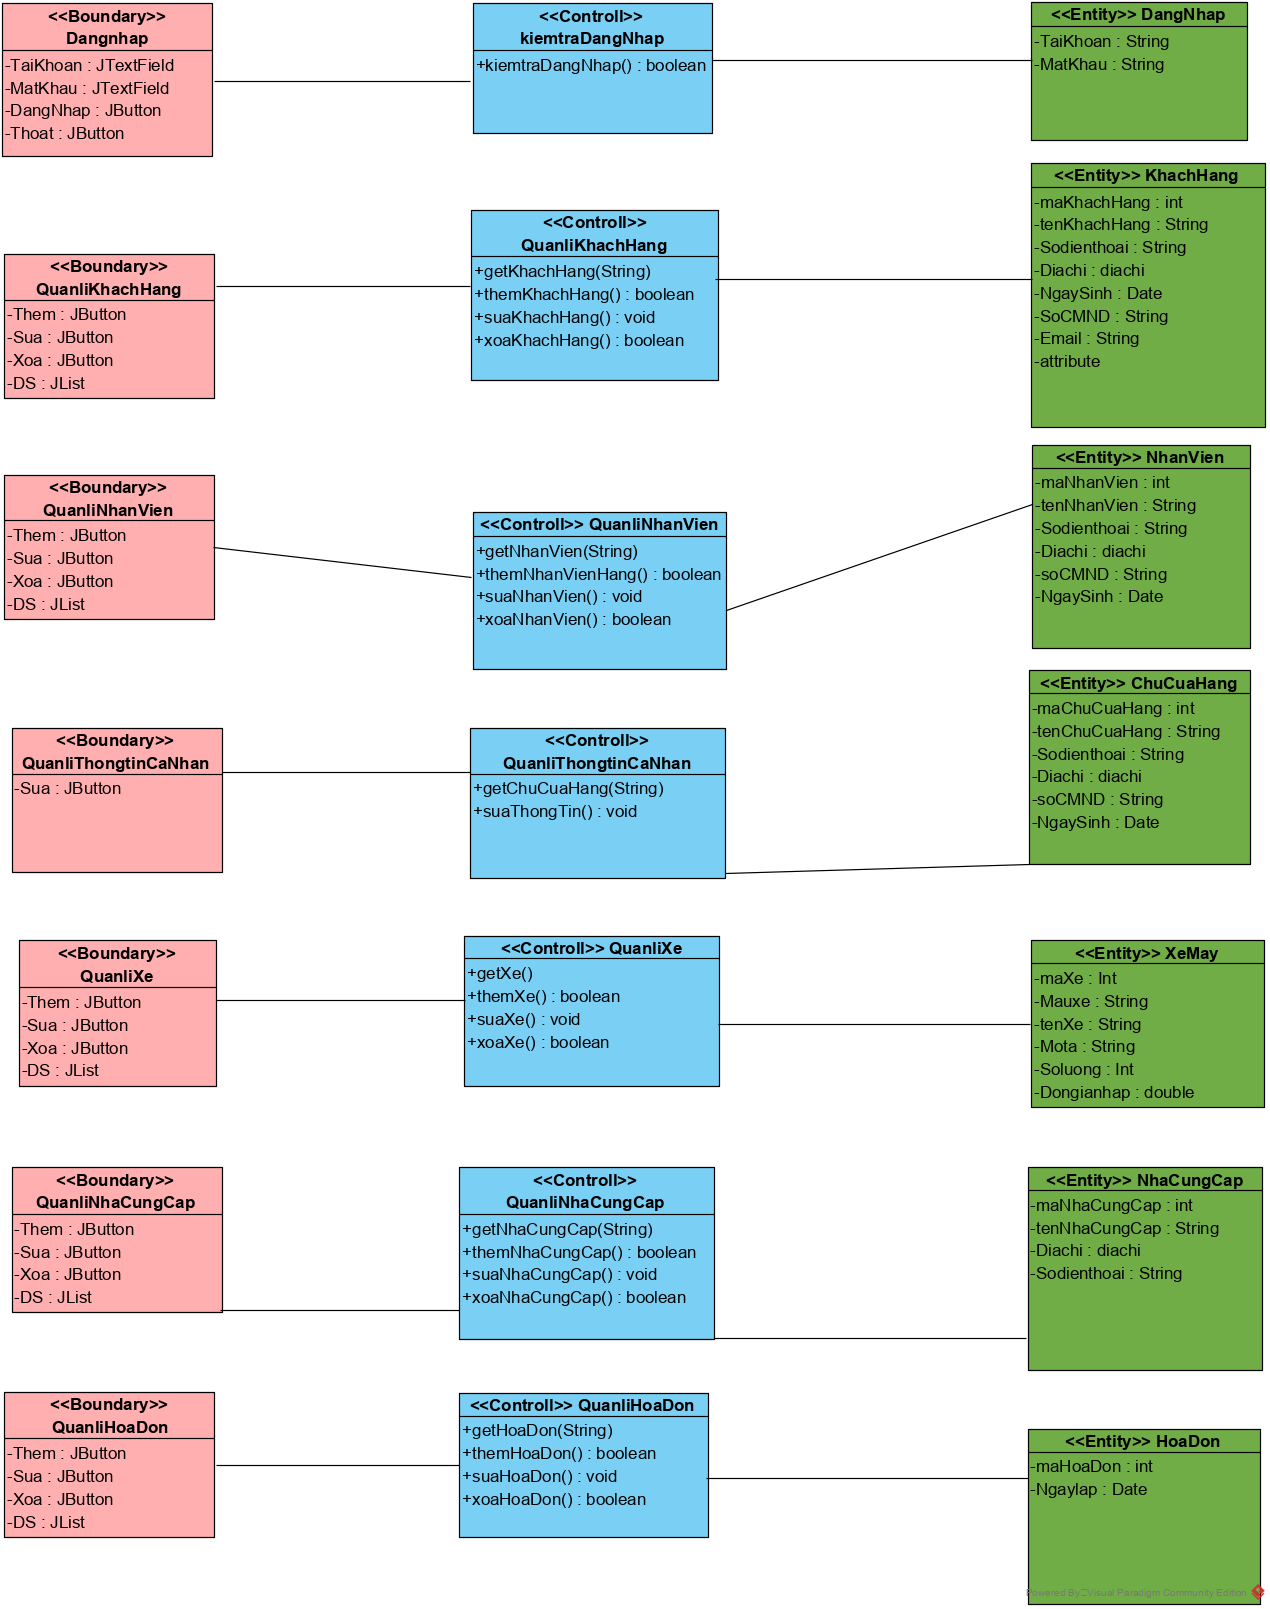 <<Boundary>>
Dangnhap
-TaiKhoan : JTextField
-MatKhau : JTextField
-DangNhap : JButton
-Thoat : JButton
<<Controll>>
kiemtraDangNhap
+kiemtraDangNhap() : boolean
<<Entity>> DangNhap
-TaiKhoan : String
-MatKhau : String
<<Boundary>>
QuanliKhachHang
-Them : JButton
-Sua : JButton
-Xoa : JButton
-DS : JList
<<Controll>>
QuanliKhachHang
+getKhachHang(String)
+themKhachHang() : boolean
+suaKhachHang() : void
+xoaKhachHang() : boolean
<<Entity>> KhachHang
-maKhachHang : int
-tenKhachHang : String
-Sodienthoai : String
-Diachi : diachi
-NgaySinh : Date
-SoCMND : String
-Email : String
-attribute
<<Boundary>>
QuanliNhanVien
-Them : JButton
-Sua : JButton
-Xoa : JButton
-DS : JList
<<Controll>> QuanliNhanVien
+getNhanVien(String)
+themNhanVienHang() : boolean
+suaNhanVien() : void
+xoaNhanVien() : boolean
<<Entity>> NhanVien
-maNhanVien : int
-tenNhanVien : String
-Sodienthoai : String
-Diachi : diachi
-soCMND : String
-NgaySinh : Date
<<Boundary>>
QuanliThongtinCaNhan
-Sua : JButton
<<Controll>>
QuanliThongtinCaNhan
+getChuCuaHang(String)
+suaThongTin() : void
<<Entity>> ChuCuaHang
-maChuCuaHang : int
-tenChuCuaHang : String
-Sodienthoai : String
-Diachi : diachi
-soCMND : String
-NgaySinh : Date
<<Boundary>>
QuanliXe
-Them : JButton
-Sua : JButton
-Xoa : JButton
-DS : JList
<<Controll>> QuanliXe
+getXe()
+themXe() : boolean
+suaXe() : void
+xoaXe() : boolean
<<Entity>> XeMay
-maXe : Int
-Mauxe : String
-tenXe : String
-Mota : String
-Soluong : Int
-Dongianhap : double
<<Boundary>>
QuanliNhaCungCap
-Them : JButton
-Sua : JButton
-Xoa : JButton
-DS : JList
<<Controll>>
QuanliNhaCungCap
+getNhaCungCap(String)
+themNhaCungCap() : boolean
+suaNhaCungCap() : void
+xoaNhaCungCap() : boolean
<<Entity>> NhaCungCap
-maNhaCungCap : int
-tenNhaCungCap : String
-Diachi : diachi
-Sodienthoai : String
<<Boundary>>
QuanliHoaDon
-Them : JButton
-Sua : JButton
-Xoa : JButton
-DS : JList
<<Controll>> QuanliHoaDon
+getHoaDon(String)
+themHoaDon() : boolean
+suaHoaDon() : void
+xoaHoaDon() : boolean
<<Entity>> HoaDon
-maHoaDon : int
-Ngaylap : Date
Powered By Visual Paradigm Community Edition